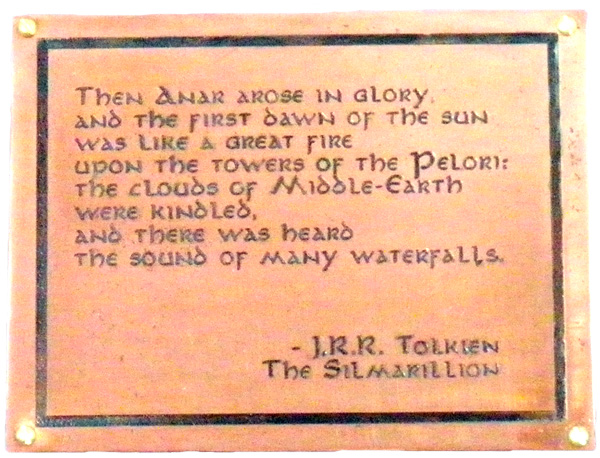 Then Anar arose in glory,
and the first dawn of the sun
was like a great fire
upon the towers of the Pelori:
the clouds of Middle-Earth
were kindled,
and there was heard
the sound of many waterfalls.
- J.R.R. Tolkien
The Silmarillion